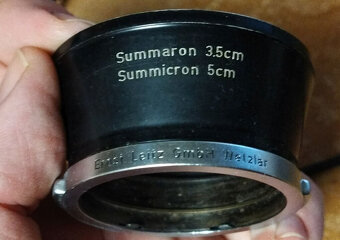 Summaron 3.5cm
Summicron 5cm
Ernst Leitz GmbH Wetzlar